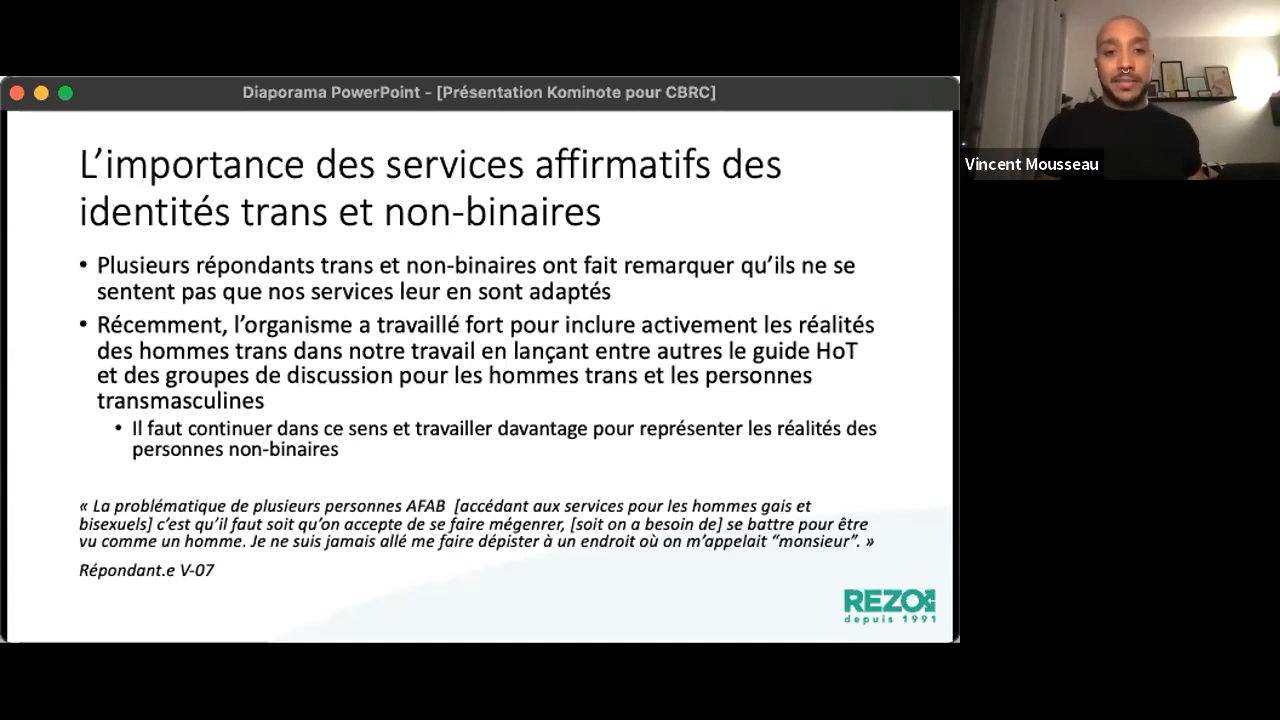 Diaporama PowerPoint - [Présentation Kominote pour CBRC]
L’importance des services affirmatifs des
identités trans et non-binaires
• Plusieurs répondants trans et non-binaires ont fait remarquer qu’ils ne se
sentent pas que nos services leur en sont adaptés
• Récemment, l’organisme a travaillé fort pour inclure activement les réalités
des hommes trans dans notre travail en lançant entre autres le guide HoT
et des groupes de discussion pour les hommes trans et les personnes
transmasculines
• Il faut continuer dans ce sens et travailler davantage pour représenter les réalités des
personnes non-binaires
« La problématique de plusieurs personnes AFAB [accédant aux services pour les hommes gais et
bisexuels] c’est qu’il faut soit qu’on accepte de se faire mégenrer, [soit on a besoin de] se battre pour être
vu comme un homme. Je ne suis jamais allé me faire dépister à un endroit où on m’appelait “monsieur”. »
Répondant.e V-07
REZO
depuis 1991
Vincent Mousseau